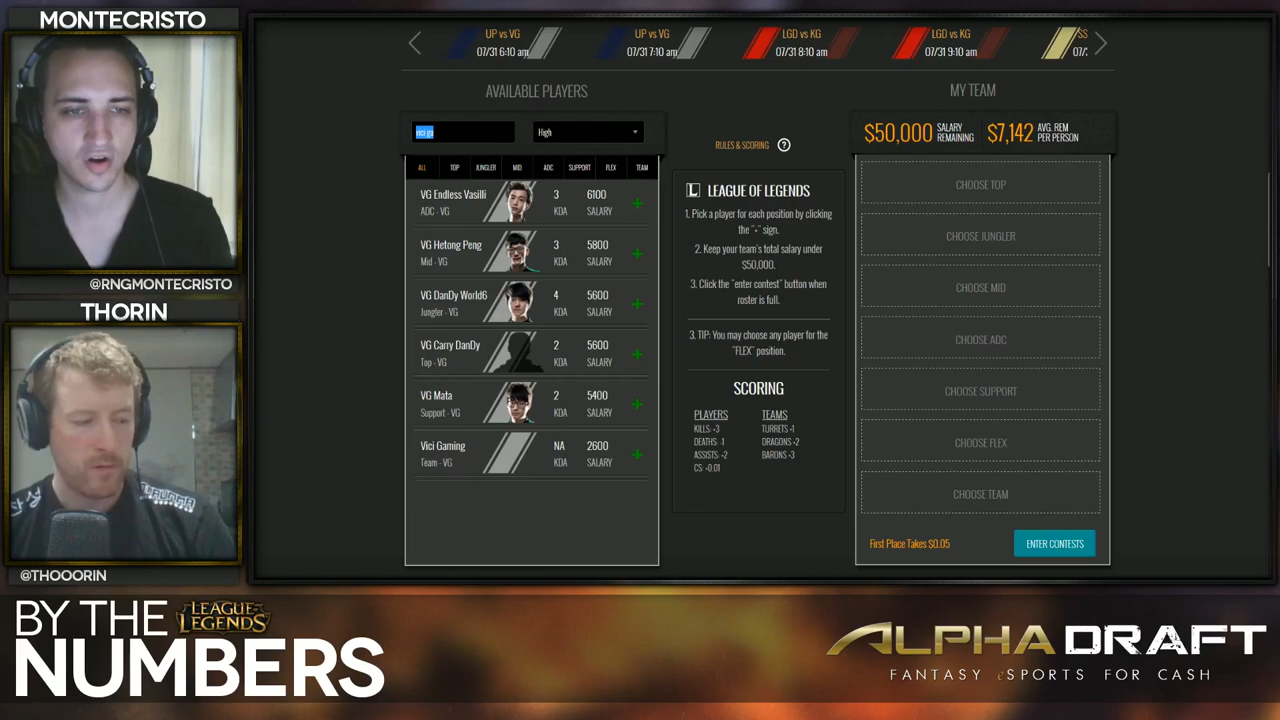 MONTECRISTO
@RNGMONTECRISTO
THORIN
@THOOORIN
UP vs VG
07/31 6:10 am
UP vs VG
07/31 7:10 am
LGD vs KG
07/31 8:10 am
LGD vs KG
07/31 9:10 am
AVAILABLE PLAYERS
MY TEAM
vici ga
High
ALL TOP JUNGLER MID ADC SUPPORT FLEX TEAM
VG Endless Vasilli 3 6100
ADC - VG KDA SALARY
VG Hetong Peng 3 5800
Mid - VG KDA SALARY
VG DanDy World6 4 5600
Jungler - VG KDA SALARY
VG Carry DanDy 2 5600
Top - VG KDA SALARY
VG Mata 2 5400
Support - VG KDA SALARY
Vici Gaming NA 2600
Team - VG KDA SALARY
RULES & SCORING ?
L LEAGUE OF LEGENDS
1. Pick a player for each position by clicking
the "+" sign.
2. Keep your team's total salary under
$50,000.
3. Click the "enter contest" button when
roster is full.
3. TIP: You may choose any player for the
"FLEX" position.
SCORING
PLAYERS
KILLS: +3
DEATHS: -1
ASSISTS: +2
CS: +0.01
TEAMS
TURRETS +1
DRAGONS +2
BARONS +3
$50,000 SALARY REMAINING
$7,142 AVG. REM PER PERSON
CHOOSE TOP
CHOOSE JUNGLER
CHOOSE MID
CHOOSE ADC
CHOOSE SUPPORT
CHOOSE FLEX
CHOOSE TEAM
First Place Takes $0.05
ENTER CONTESTS
BY THE LEAGUE OF LEGENDS
NUMBERS
ALPHADRAFT
FANTASY eSPORTS FOR CASH